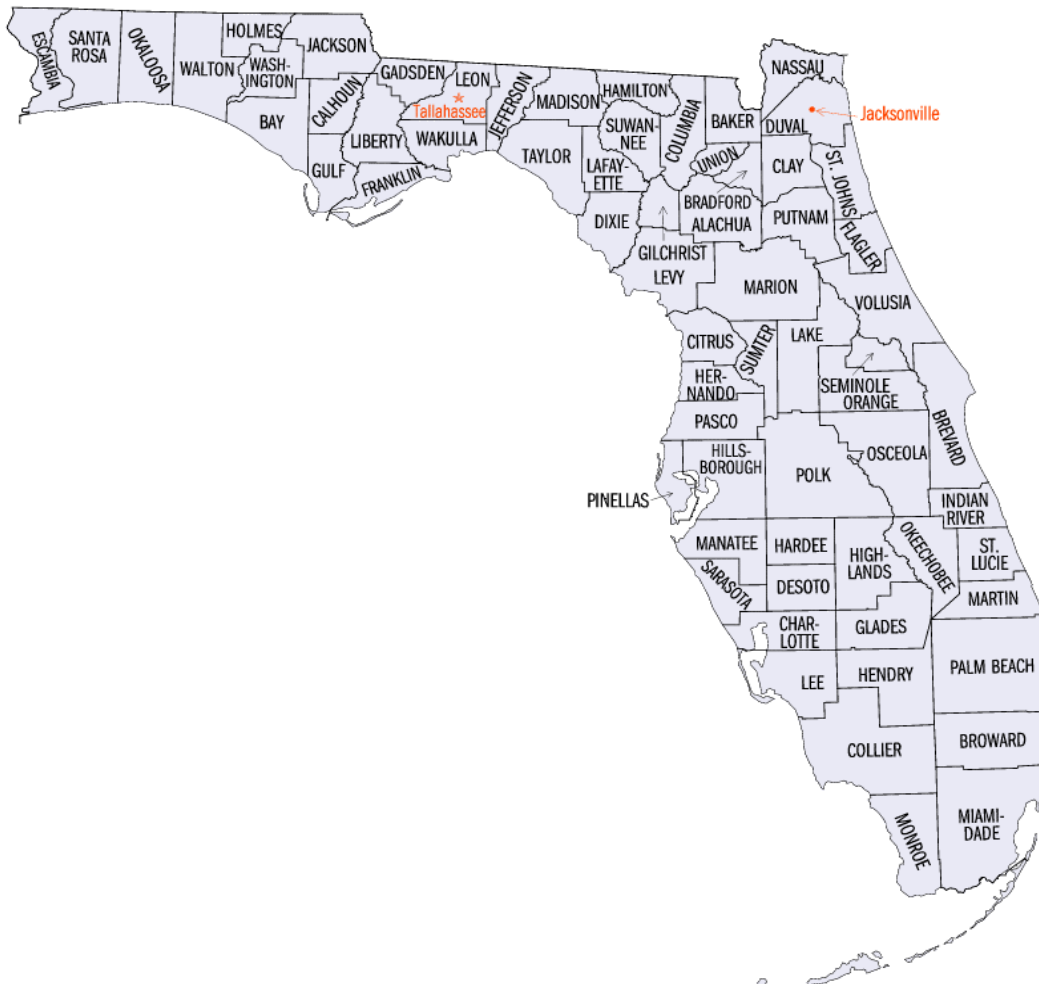 ESCAMBIA
SANTA
ROSA
OKALOOSA
WALTON
HOLMES
WASH-
INGTON
JACKSON
BAY
CALHOUN
GULF
GADSDEN
LIBERTY
FRANKLIN
LEON
Tallahassee
WAKULLA
JEFFERSON
MADISON
TAYLOR
HAMILTON
SUWAN-
NEE
LAFAY-
ETTE
DIXIE
COLUMBIA
BAKER
UNION
BRADFORD
ALACHUA
GILCHRIST
LEVY
NASSAU
Jacksonville
DUVAL
CLAY
ST. JOHNS
PUTNAM
FLAGLER
MARION
VOLUSIA
CITRUS
SUMTER
LAKE
HER-
NANDO
SEMINOLE
ORANGE
PASCO
BREVARD
HILLS-
BOROUGH
PINELLAS
POLK
OSCEOLA
INDIAN
RIVER
MANATEE
HARDEE
HIGH-
LANDS
OKEECHOBEE
ST.
LUCIE
SARASOTA
DESOTO
MARTIN
CHAR-
LOTTE
GLADES
LEE
HENDRY
PALM BEACH
COLLIER
BROWARD
MONROE
MIAMI-
DADE